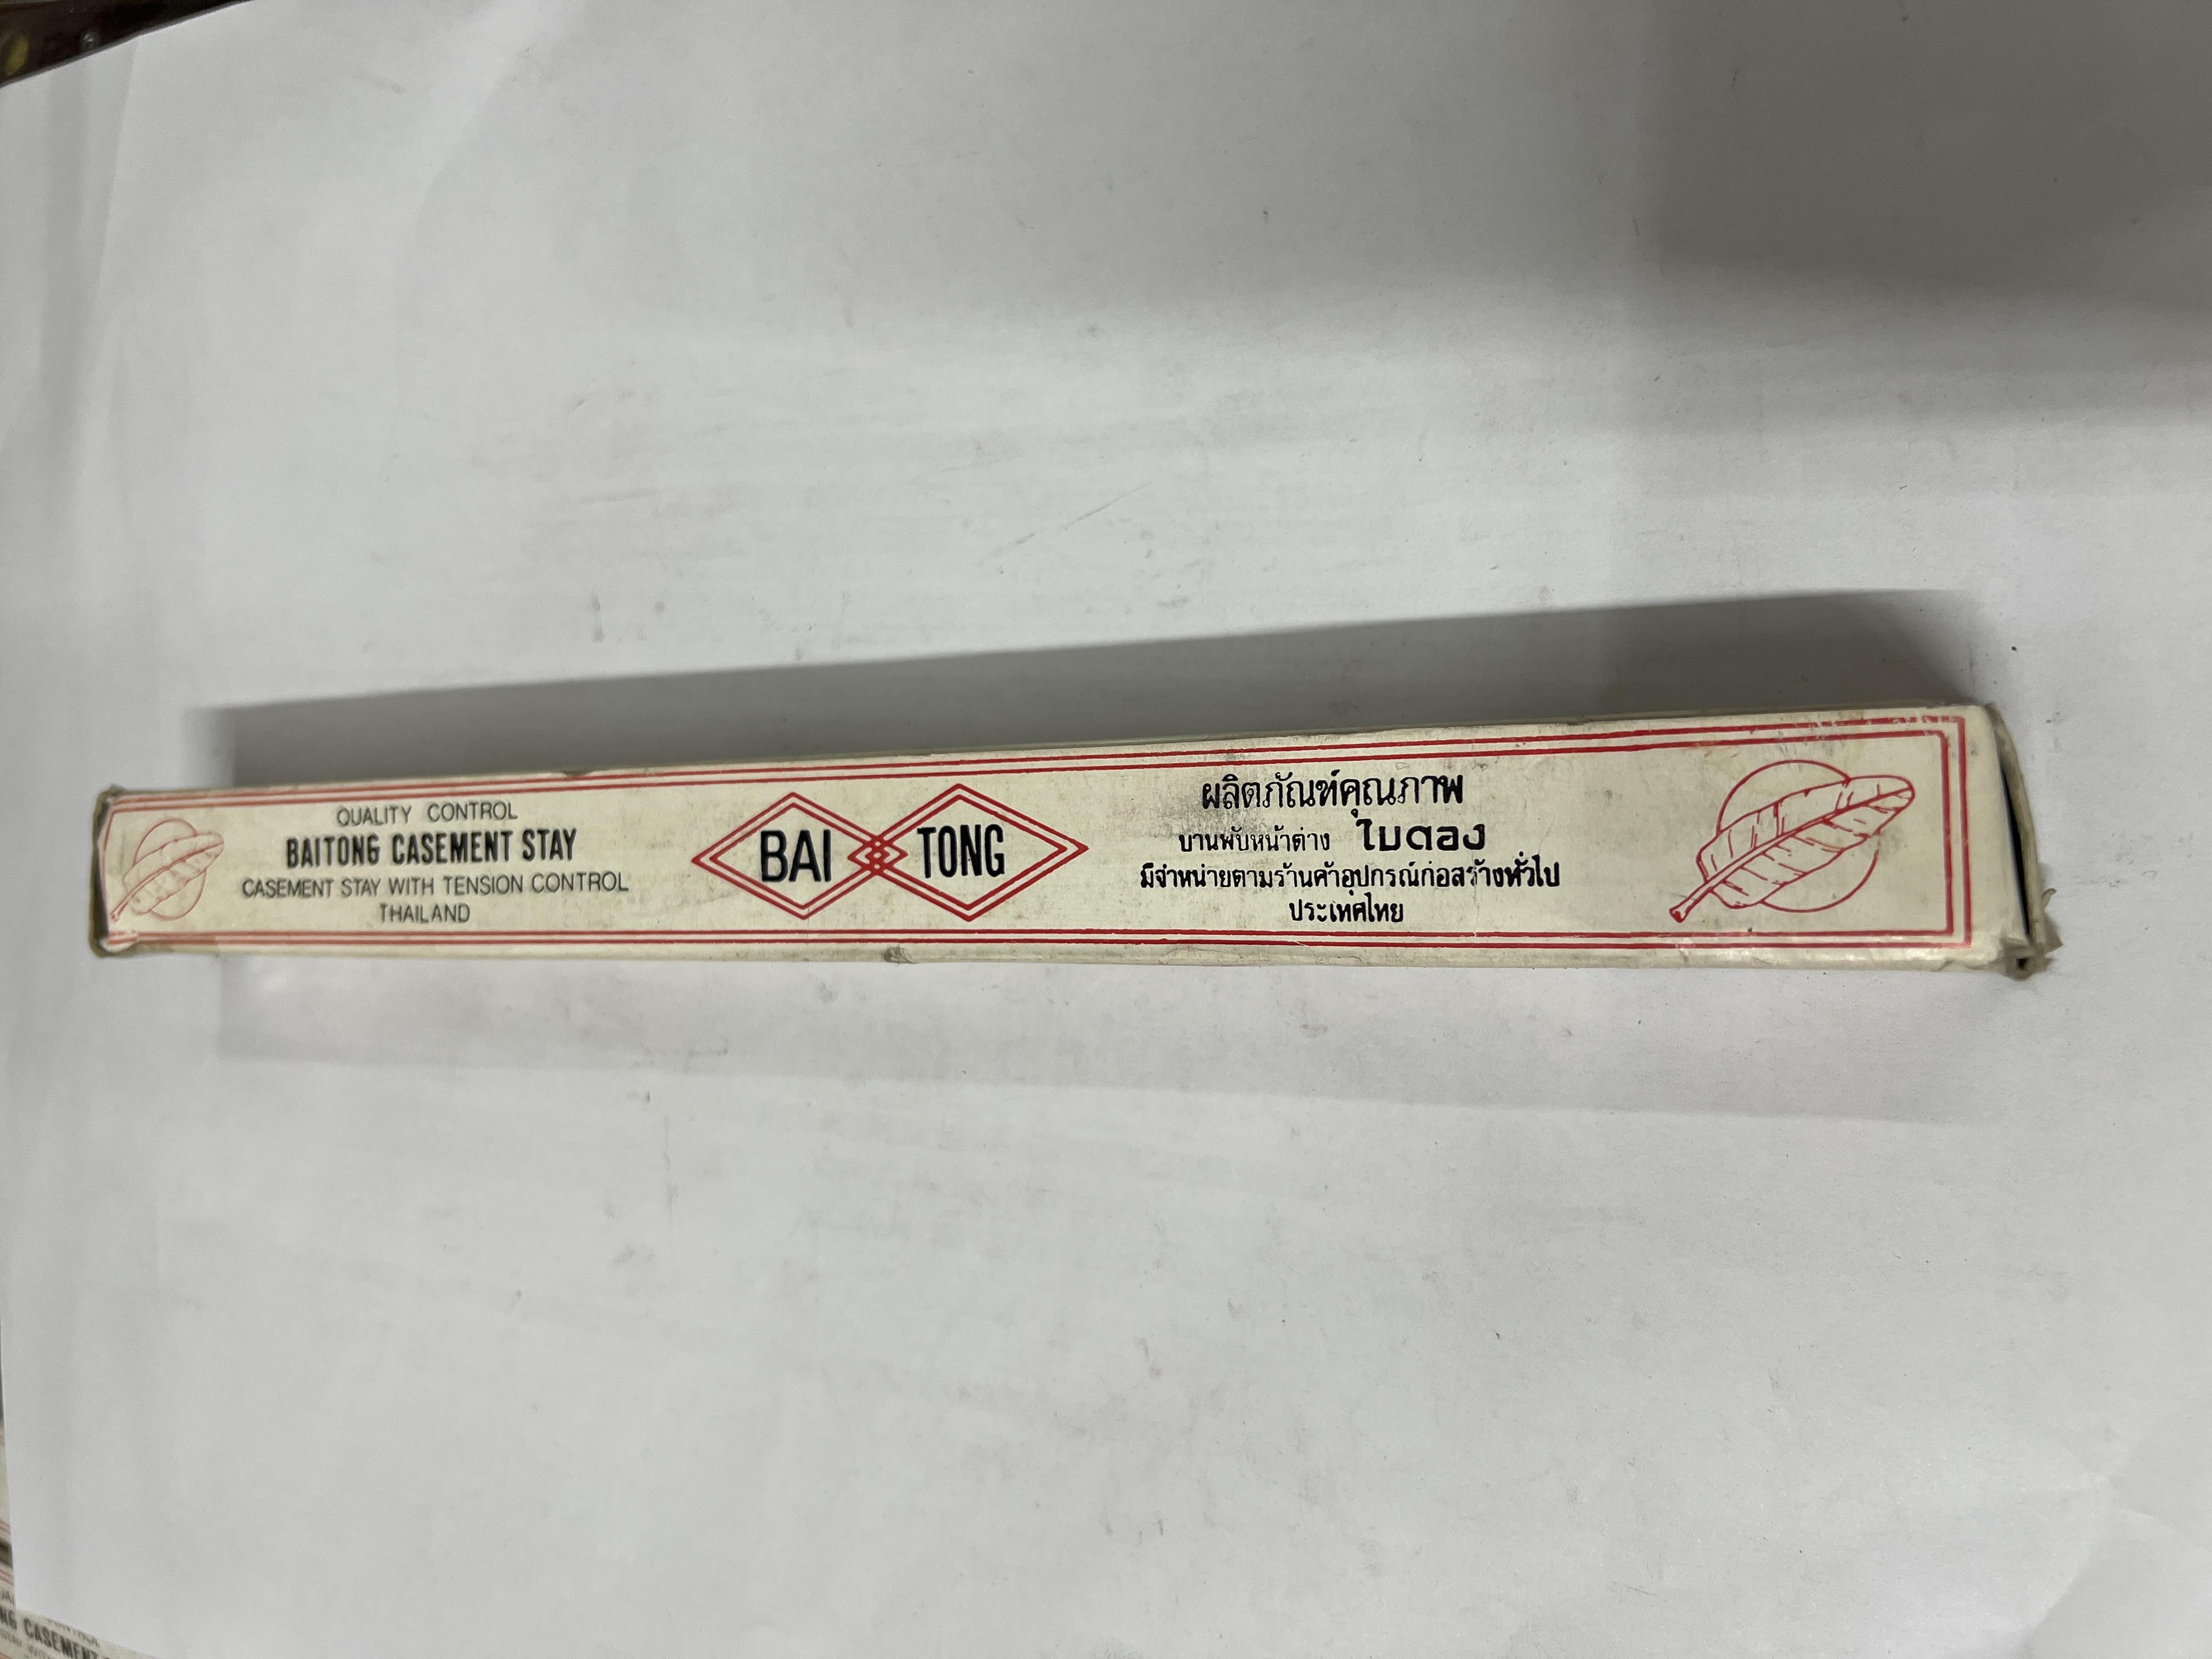 QUALITY CONTROL
BAITONG CASEMENT STAY
CASEMENT STAY WITH TENSION CONTROL
THAILAND
BAI TONG
ผลิตภัณฑ์คุณภาพ
บานพับหน้าต่าง ใบตอง
มีจำหน่ายตามร้านค้าอุปกรณ์ก่อสร้างทั่วไป
ประเทศไทย
CASEMENT